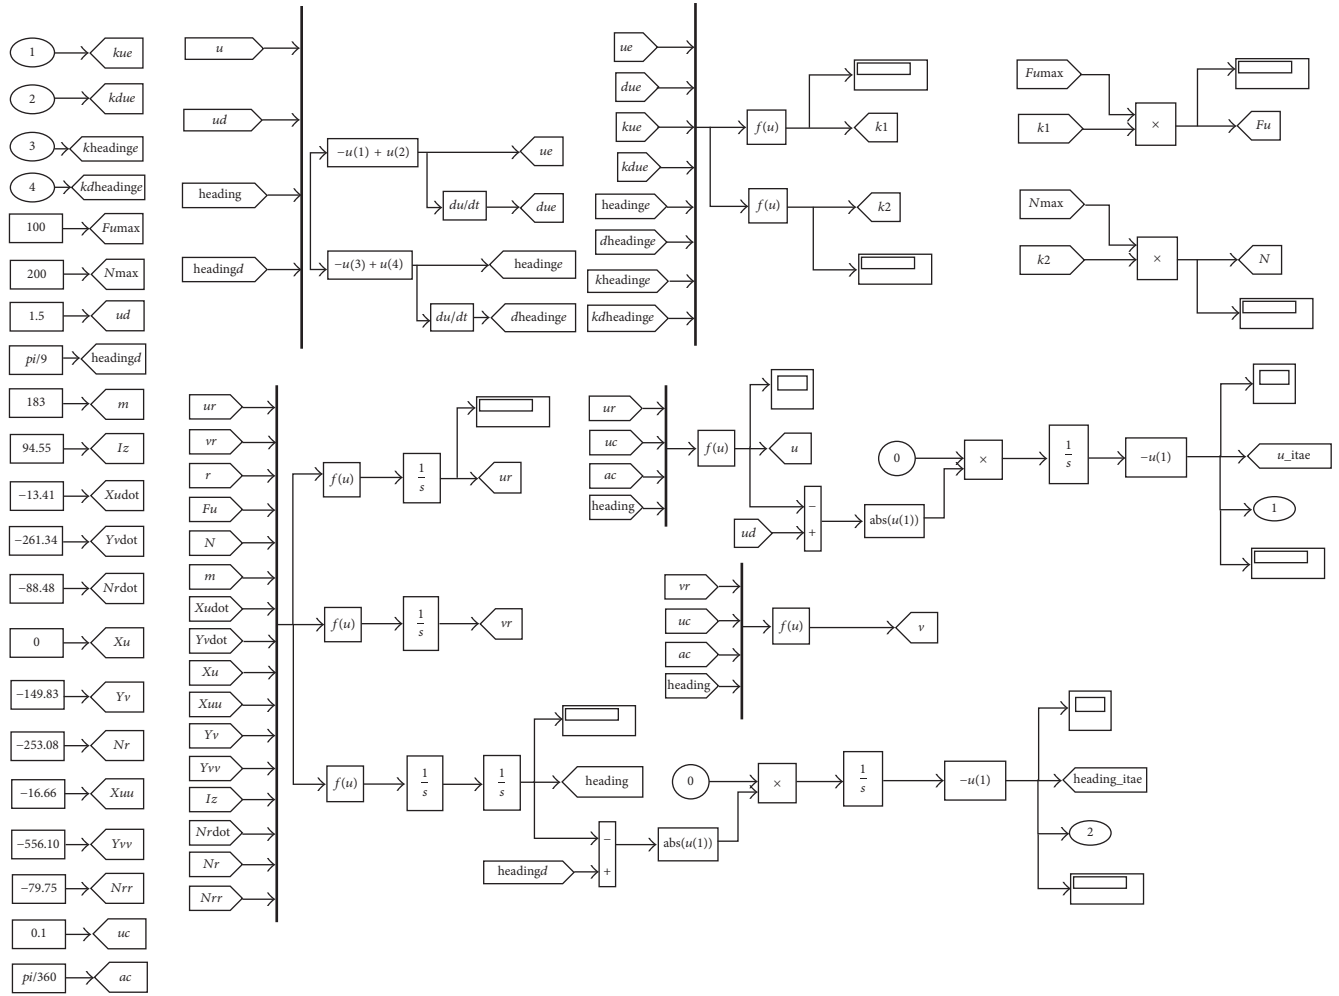 1 kue
2 kdue
3 kheadinge
4 kdheadinge
100 Fumax
200 Nmax
1.5 ud
pi/9 headingd
183 m
94.55 Iz
−13.41 Xudot
−261.34 Yvdot
−88.48 Nrdot
0 Xu
−149.83 Yv
−253.08 Nr
−16.66 Xuu
−556.10 Yvv
−79.75 Nrr
0.1 uc
pi/360 ac
u
ud
heading
headingd
−u(1) + u(2)
ue
du/dt
due
−u(3) + u(4)
headinge
du/dt
dheadinge
ue
due
kue
kdue
headinge
dheadinge
kheadinge
kdheadinge
f(u)
k1
f(u)
k2
Fumax
k1
×
Fu
Nmax
k2
×
N
ur
vr
r
Fu
N
m
Xudot
Yvdot
Xu
Xuu
Yv
Yvv
Iz
Nrdot
Nr
Nrr
f(u)
1
s
ur
f(u)
1
s
vr
f(u)
1
s
1
s
heading
headingd
−
+
abs(u(1))
0
×
1
s
−u(1)
heading_itae
2
ur
uc
ac
heading
f(u)
u
ud
−
+
abs(u(1))
0
×
1
s
−u(1)
u_itae
1
vr
uc
ac
heading
f(u)
v